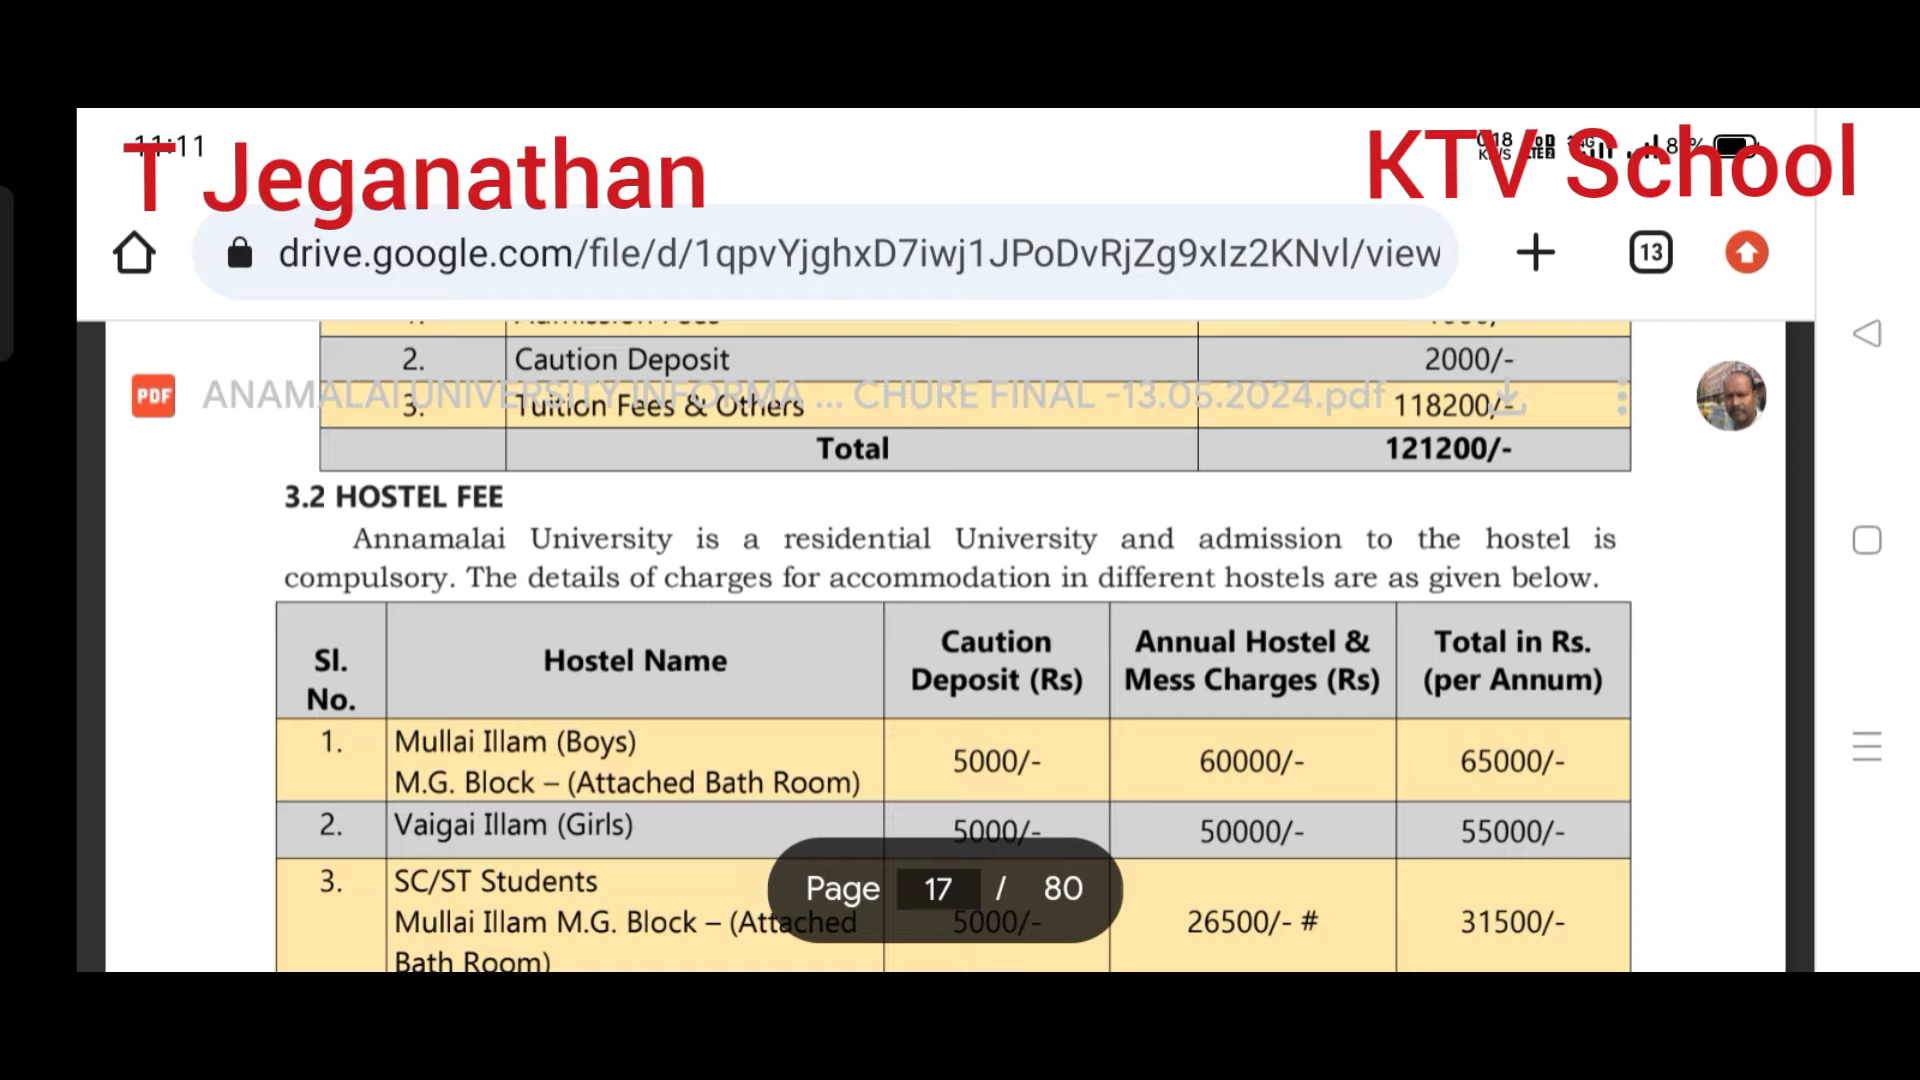 11:11
T Jeganathan
KTV School
drive.google.com/file/d/1qpvYjghxD7iwj1JPoDvRjZg9xIz2KNvl/view
13
2. Caution Deposit 2000/-
PDF ANAMALAI UNIVERSITY INFORMA ... CHURE FINAL -13.05.2024.pdf
3. Tuition Fees & Others 118200/-
Total 121200/-
3.2 HOSTEL FEE
Annamalai University is a residential University and admission to the hostel is
compulsory. The details of charges for accommodation in different hostels are as given below.
Sl. No. Hostel Name Caution Deposit (Rs) Annual Hostel & Mess Charges (Rs) Total in Rs. (per Annum)
1. Mullai Illam (Boys)
M.G. Block – (Attached Bath Room) 5000/- 60000/- 65000/-
2. Vaigai Illam (Girls) 5000/- 50000/- 55000/-
3. SC/ST Students
Mullai Illam M.G. Block – (Attached 5000/- 26500/- # 31500/-
Bath Room)
Page 17 / 80